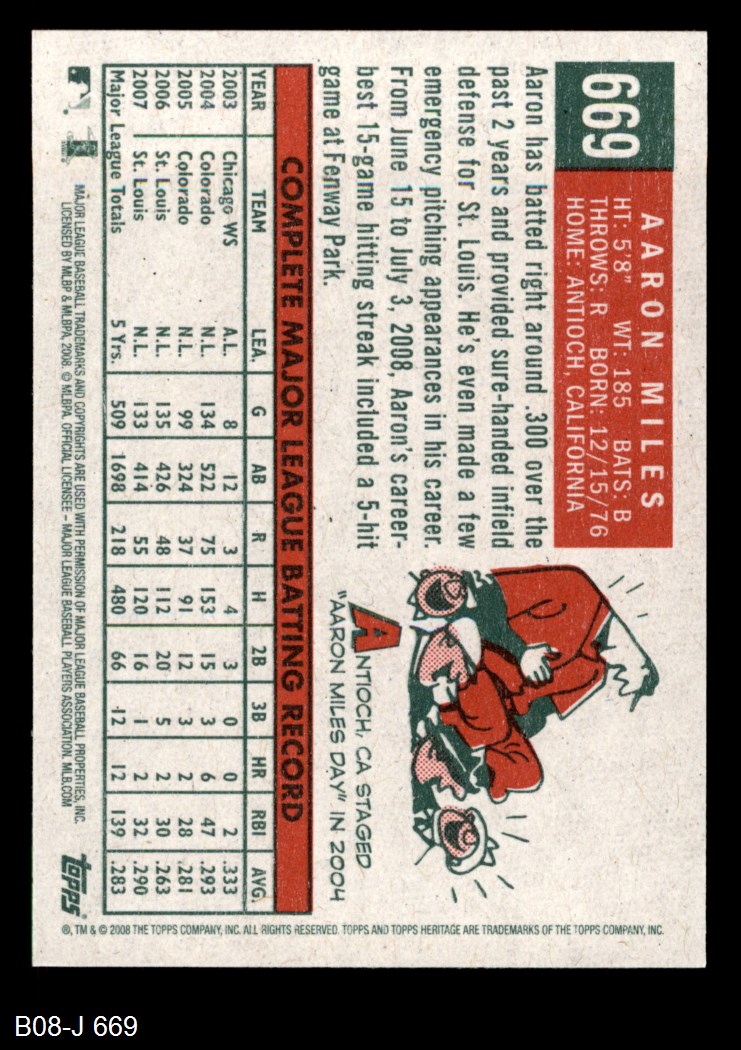 669
AARON MILES
HT: 5'8" WT: 185 BATS: B
THROWS: R BORN: 12/15/76
HOME: ANTIOCH, CALIFORNIA
Aaron has batted right around .300 over the
past 2 years and provided sure-handed infield
defense for St. Louis. He's even made a few
emergency pitching appearances in his career.
From June 15 to July 3, 2008, Aaron's career-
best 15-game hitting streak included a 5-hit
game at Fenway Park.
ANTIOCH, CA STAGED
"AARON MILES DAY" IN 2004
COMPLETE MAJOR LEAGUE BATTING RECORD
YEAR TEAM LEA. G AB R H 2B 3B HR RBI AVG.
2003 Chicago WS A.L. 8 12 3 4 3 0 0 2 .333
2004 Colorado N.L. 134 522 75 153 15 3 6 47 .293
2005 Colorado N.L. 99 324 37 91 12 3 2 28 .281
2006 St. Louis N.L. 135 426 48 112 20 5 2 30 .263
2007 St. Louis N.L. 133 414 55 120 16 1 2 32 .290
Major League Totals 5 Yrs. 509 1698 218 480 66 12 12 139 .283
MAJOR LEAGUE BASEBALL TRADEMARKS AND COPYRIGHTS ARE USED WITH PERMISSION OF MAJOR LEAGUE BASEBALL PROPERTIES, INC.
LICENSED BY MLBP & MLBPA, 2008. © MLBPA. OFFICIAL LICENSEE – MAJOR LEAGUE BASEBALL PLAYERS ASSOCIATION. MLB.COM
topps
®, TM & © 2008 THE TOPPS COMPANY, INC. ALL RIGHTS RESERVED. TOPPS AND TOPPS HERITAGE ARE TRADEMARKS OF THE TOPPS COMPANY, INC.
B08-J 669